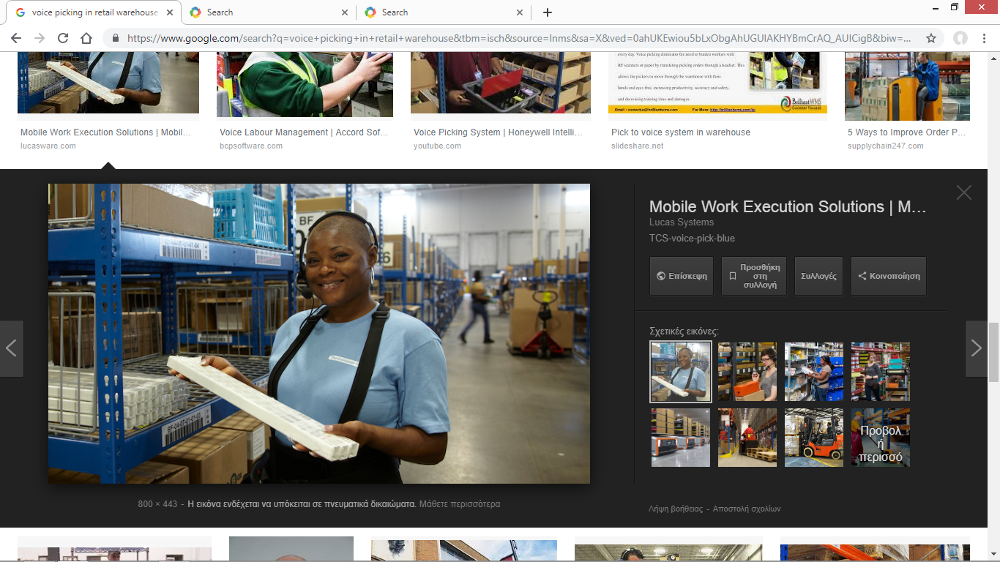 voice picking in retail warehouse
Search
Search
https://www.google.com/search?q=voice+picking+in+retail+warehouse&tbm=isch&source=lnms&sa=X&ved=0ahUKEwiou5bLxObgAhUGUIAKHYBmCrAQ_AUICigB&biw=...
every day. Voice picking eliminates the need to burden workers with
RF scanners or paper by translating picking orders through a headset. This
allows the pickers to move through the warehouse with their
hands and eyes free, increasing productivity, accuracy and safety,
and decreasing training time and damages.
BrilliantWMS
Customer Focused
Email : contactus@brilliantwms.com For More: http://brilliantwms.com/lp/
Mobile Work Execution Solutions | Mobil...
lucasware.com
Voice Labour Management | Accord Sof...
bcpsoftware.com
Voice Picking System | Honeywell Intelli...
youtube.com
Pick to voice system in warehouse
slideshare.net
5 Ways to Improve Order P...
supplychain247.com
BF
Mobile Work Execution Solutions | M...
Lucas Systems
TCS-voice-pick-blue
Επίσκεψη
Προσθήκη
στη
συλλογή
Συλλογές
Κοινοποίηση
Σχετικές εικόνες:
Προβολ
ή
περισσό
800 × 443 - Η εικόνα ενδέχεται να υπόκειται σε πνευματικά δικαιώματα. Μάθετε περισσότερα
Λήψη βοήθειας - Αποστολή σχολίων